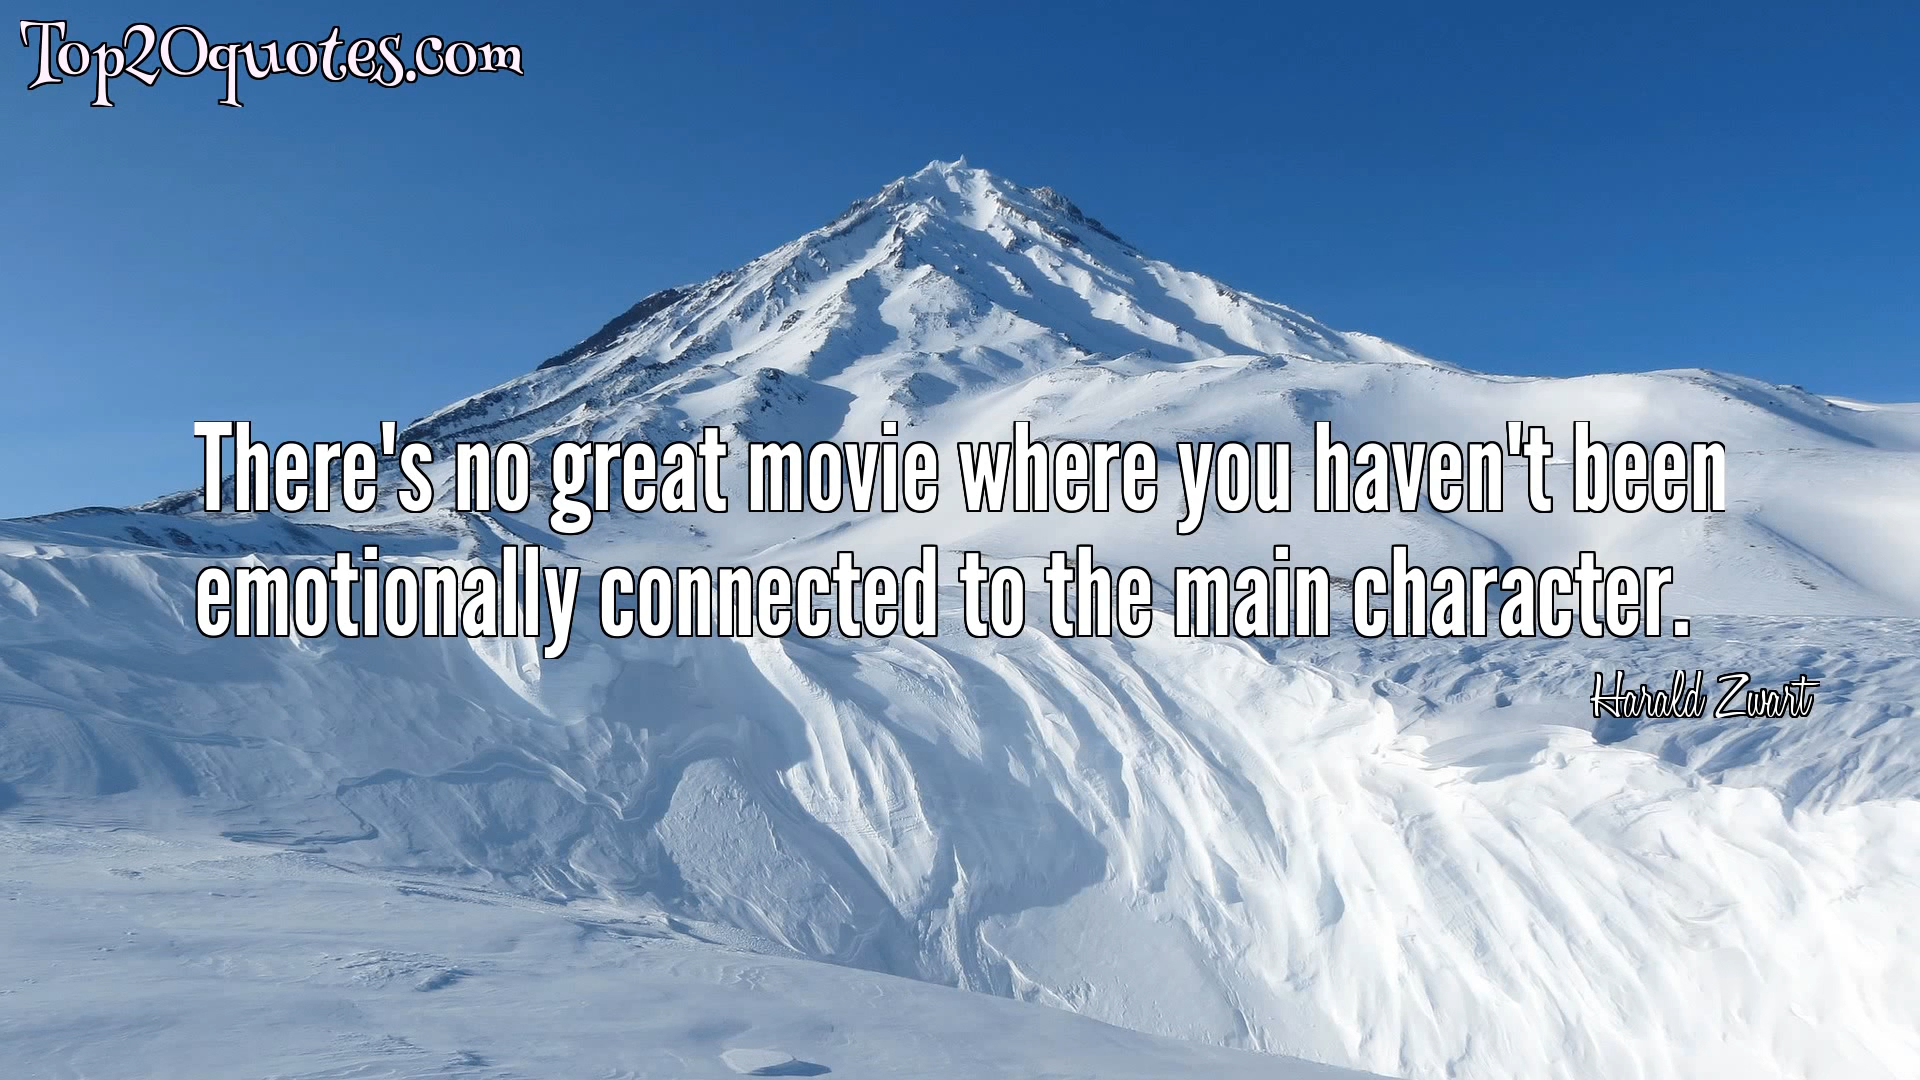 Top20quotes.com
There's no great movie where you haven't been
emotionally connected to the main character.
Harald Zwart